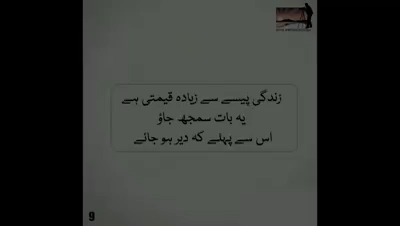 زندگی پیسے سے زیادہ قیمتی ہے
یہ بات سمجھ جاؤ
اس سے پہلے کہ دیر ہو جائے
9